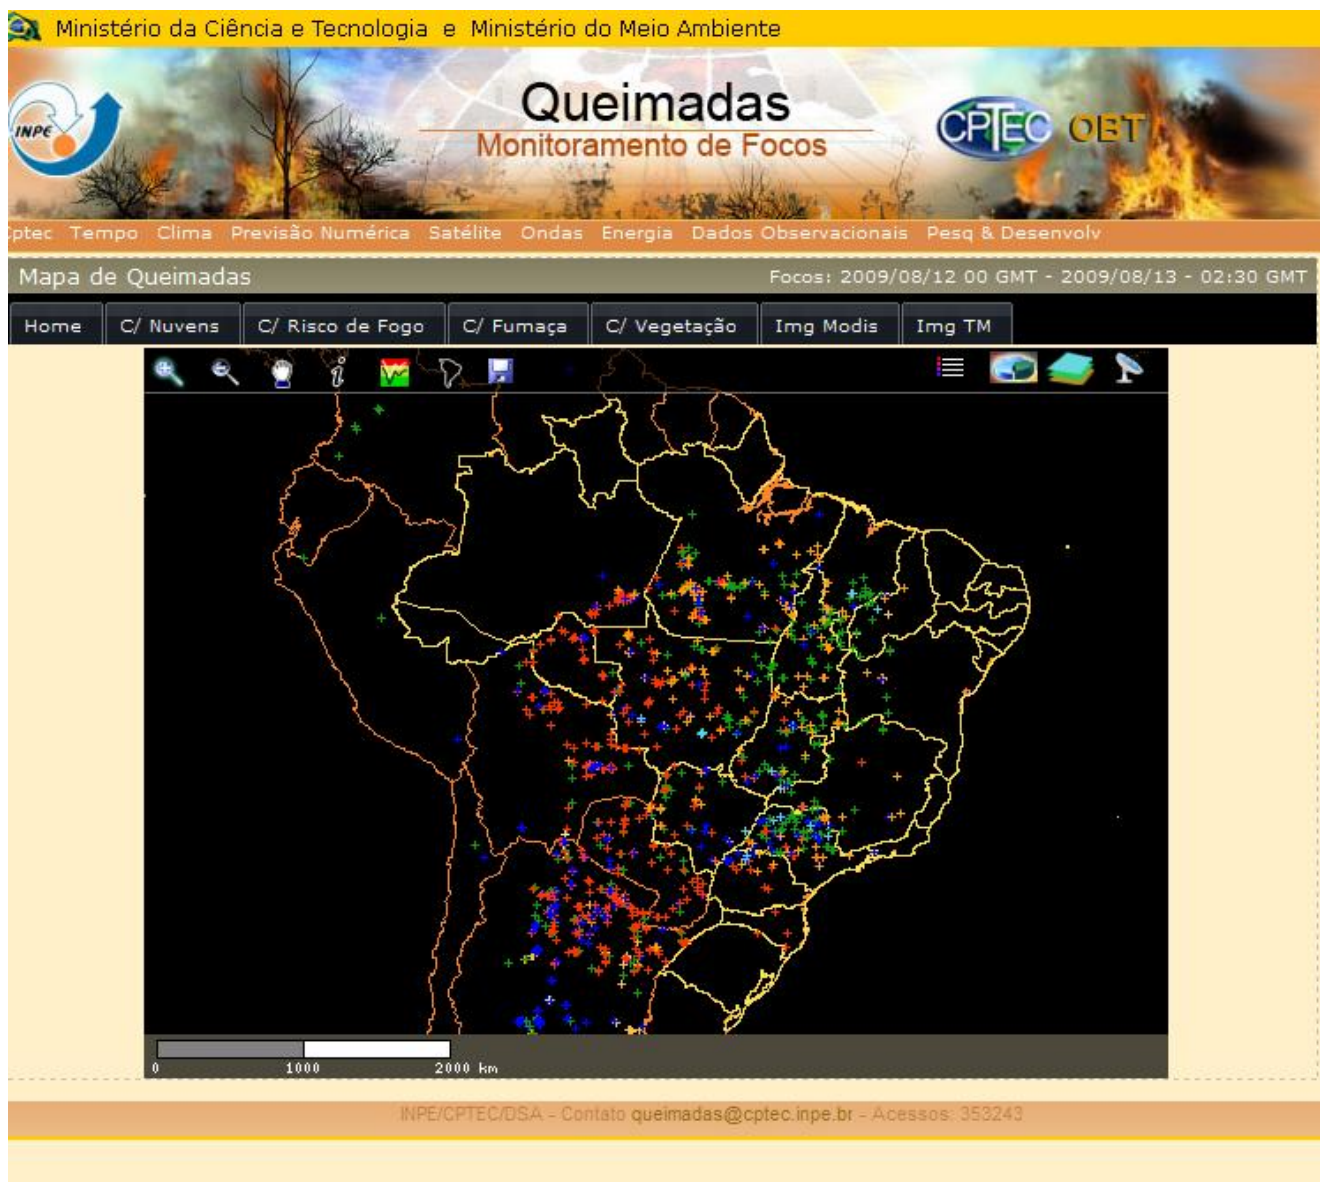 Ministério da Ciência e Tecnologia e Ministério do Meio Ambiente
INPE
Queimadas
Monitoramento de Focos
CPTEC OBT
Cptec Tempo Clima Previsão Numérica Satélite Ondas Energia Dados Observacionais Pesq & Desenvolv
Mapa de Queimadas Focos: 2009/08/12 00 GMT - 2009/08/13 - 02:30 GMT
Home C/ Nuvens C/ Risco de Fogo C/ Fumaça C/ Vegetação Img Modis Img TM
i
0 1000 2000 km
INPE/CPTEC/DSA - Contato queimadas@cptec.inpe.br - Acessos: 353243